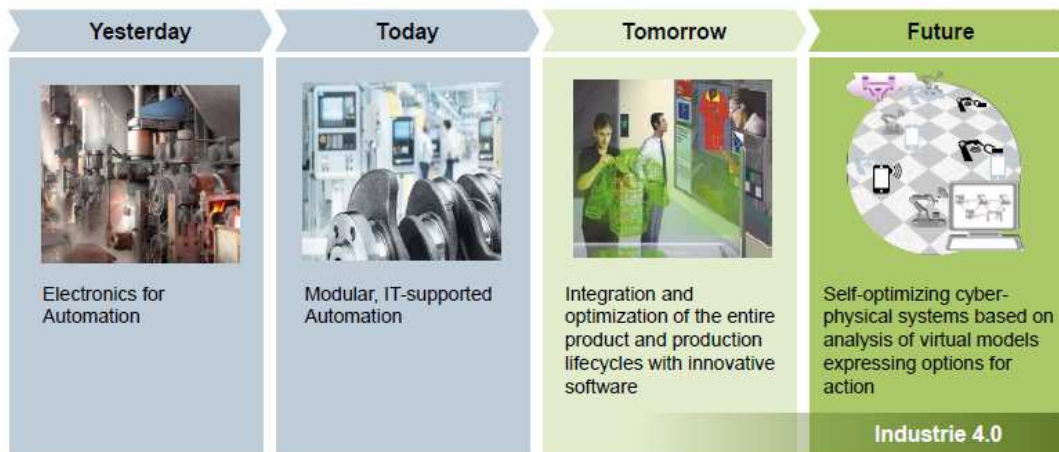 Yesterday
Today
Tomorrow
Future
Electronics for
Automation
Modular, IT-supported
Automation
Integration and
optimization of the entire
product and production
lifecycles with innovative
software
Self-optimizing cyber-
physical systems based on
analysis of virtual models
expressing options for
action
Industrie 4.0